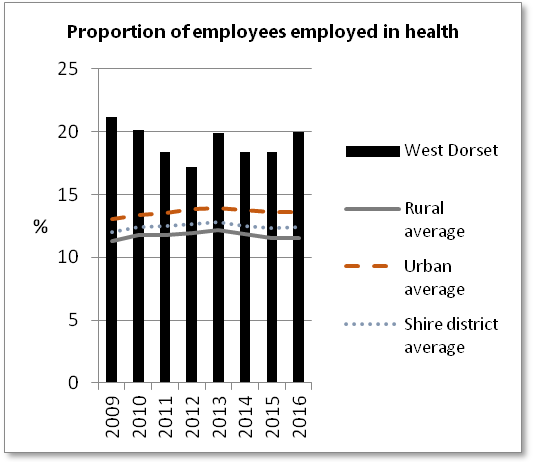 Proportion of employees employed in health
25
20
15
10
5
0
%
2009
2010
2011
2012
2013
2014
2015
2016
West Dorset
Rural
average
Urban
average
Shire district
average